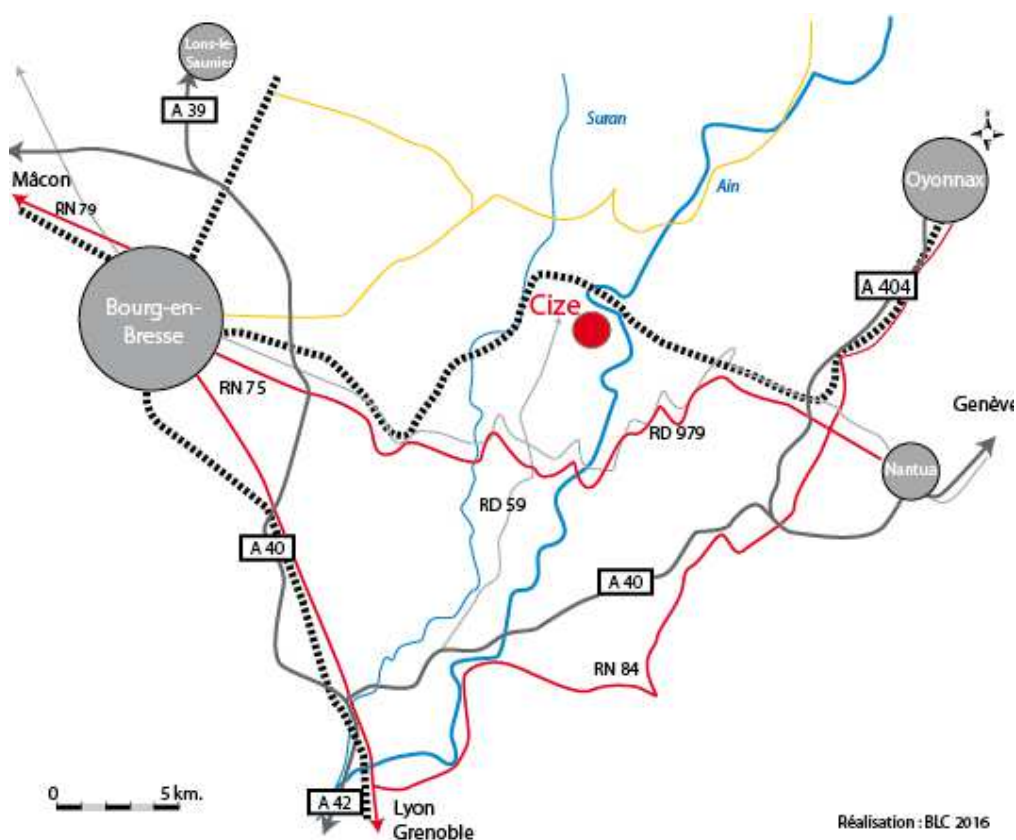 Lons-le-
Saunier
A 39
Suran
Mâcon
RN 79
Ain
Oyonnax
A 404
Bourg-en-
Bresse
Cize
RN 75
Genève
RD 979
Nantua
RD 59
A 40
A 40
RN 84
0 5 km.
A 42
Lyon
Grenoble
Réalisation : BLC 2016